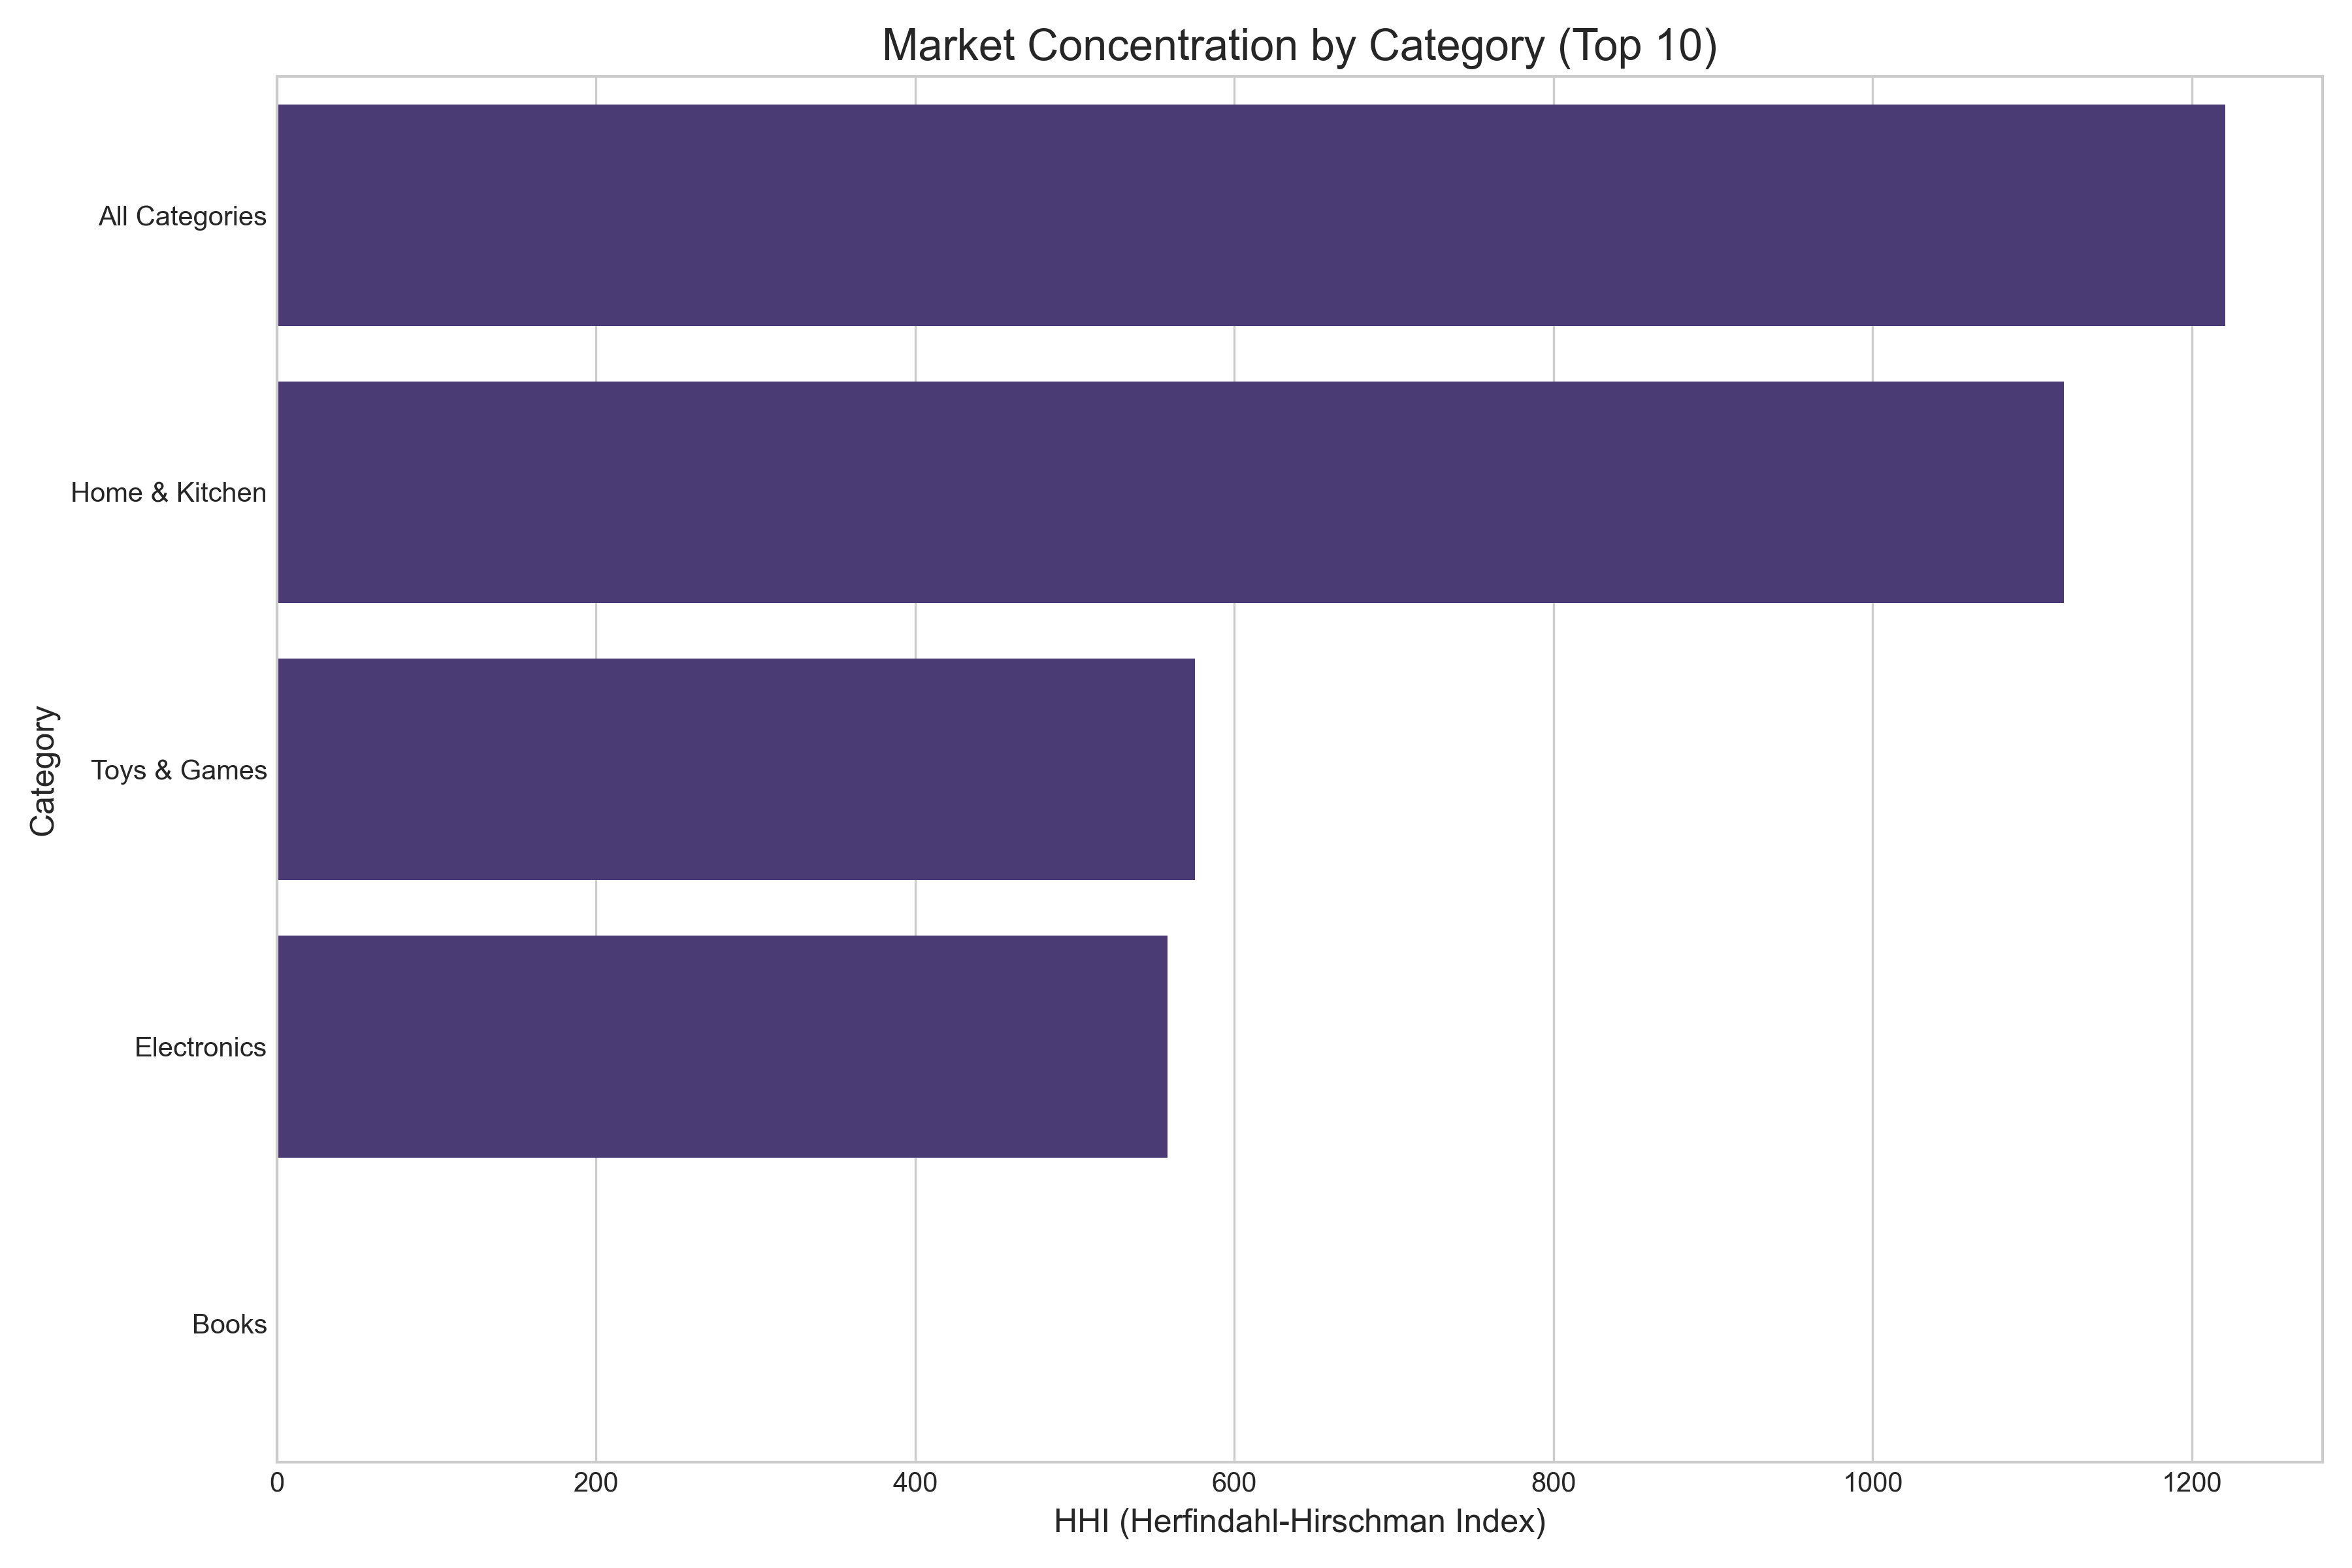 Market Concentration by Category (Top 10)
All Categories
Home & Kitchen
Toys & Games
Electronics
Books
Category
0 200 400 600 800 1000 1200
HHI (Herfindahl-Hirschman Index)